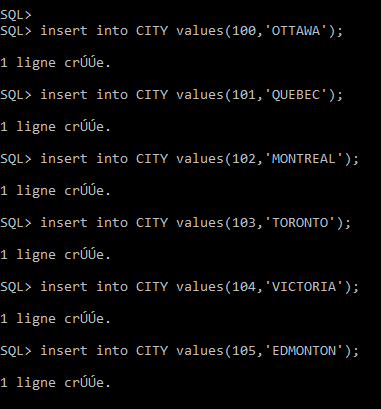 SQL>
SQL> insert into CITY values(100,'OTTAWA');
1 ligne crÚÚe.
SQL> insert into CITY values(101,'QUEBEC');
1 ligne crÚÚe.
SQL> insert into CITY values(102,'MONTREAL');
1 ligne crÚÚe.
SQL> insert into CITY values(103,'TORONTO');
1 ligne crÚÚe.
SQL> insert into CITY values(104,'VICTORIA');
1 ligne crÚÚe.
SQL> insert into CITY values(105,'EDMONTON');
1 ligne crÚÚe.